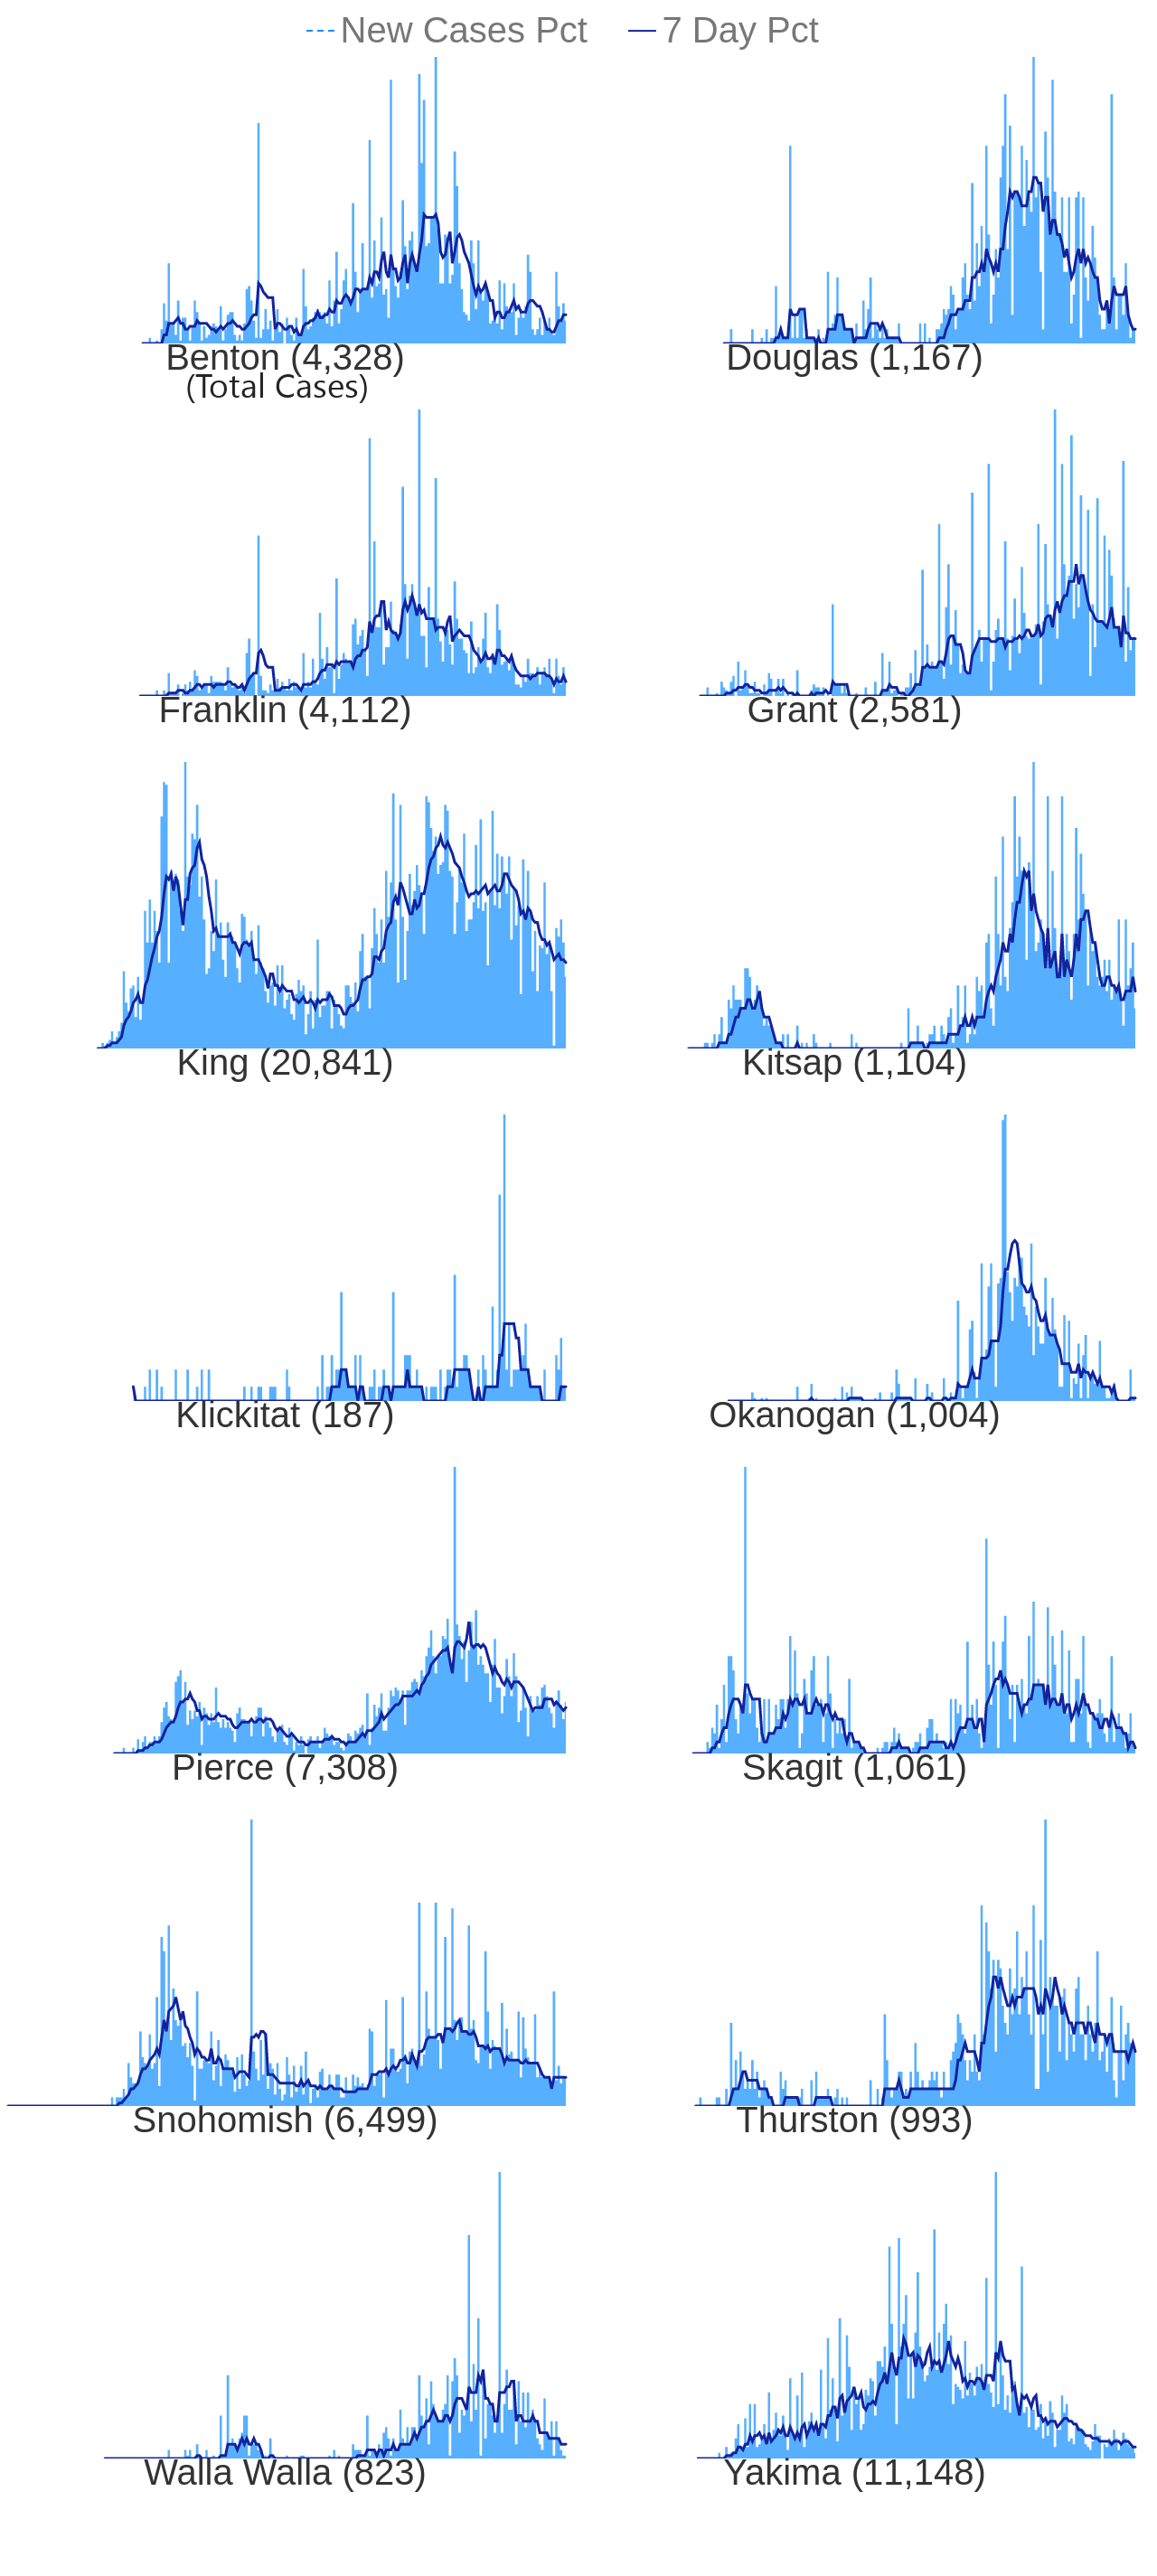 New Cases Pct 7 Day Pct
Benton (4,328) Douglas (1,167)
(Total Cases)
Franklin (4,112) Grant (2,581)
King (20,841) Kitsap (1,104)
Klickitat (187) Okanogan (1,004)
Pierce (7,308) Skagit (1,061)
Snohomish (6,499) Thurston (993)
Walla Walla (823) Yakima (11,148)